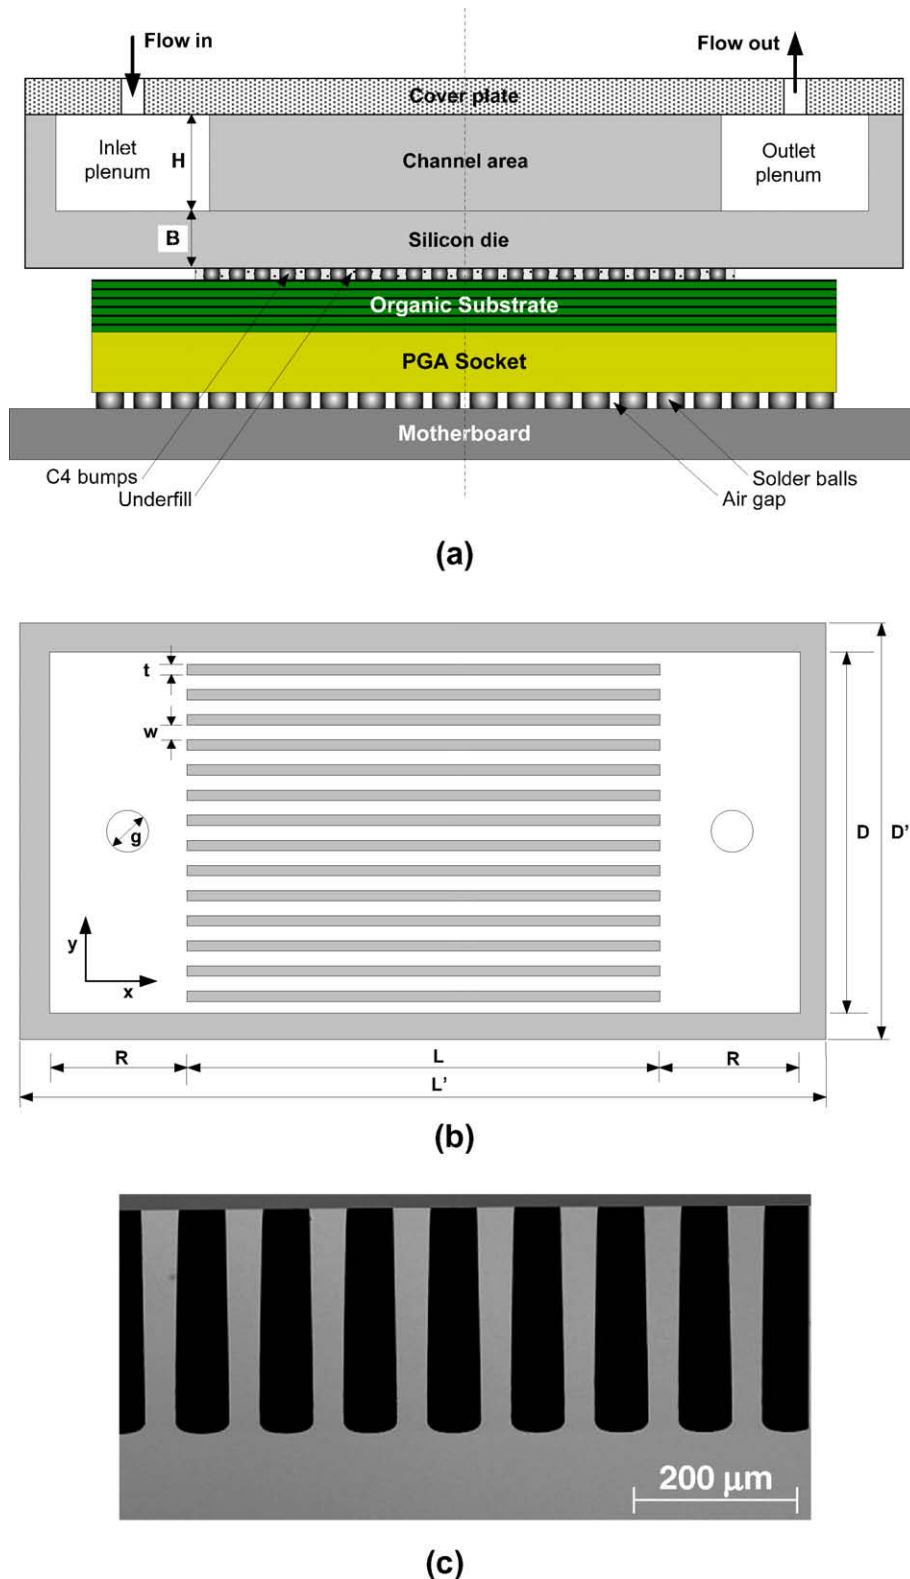 Flow in
Flow out
Cover plate
Inlet
plenum
H
Channel area
Outlet
plenum
B
Silicon die
Organic Substrate
PGA Socket
Motherboard
C4 bumps
Underfill
Solder balls
Air gap
(a)
t
w
g
D
D'
y
x
R
L
R
L'
(b)
200 µm
(c)